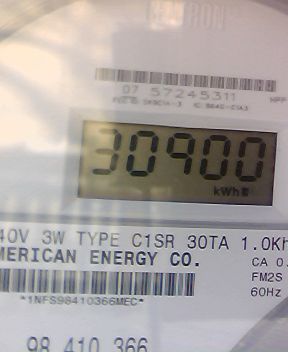 TRON
07 57245311
30900
kWh
40V 3W TYPE C1SR 30TA 1.0Kh
MERICAN ENERGY CO.
CA 0.
FM2S
60Hz
*1NFS98410366MEC*
98 410 366